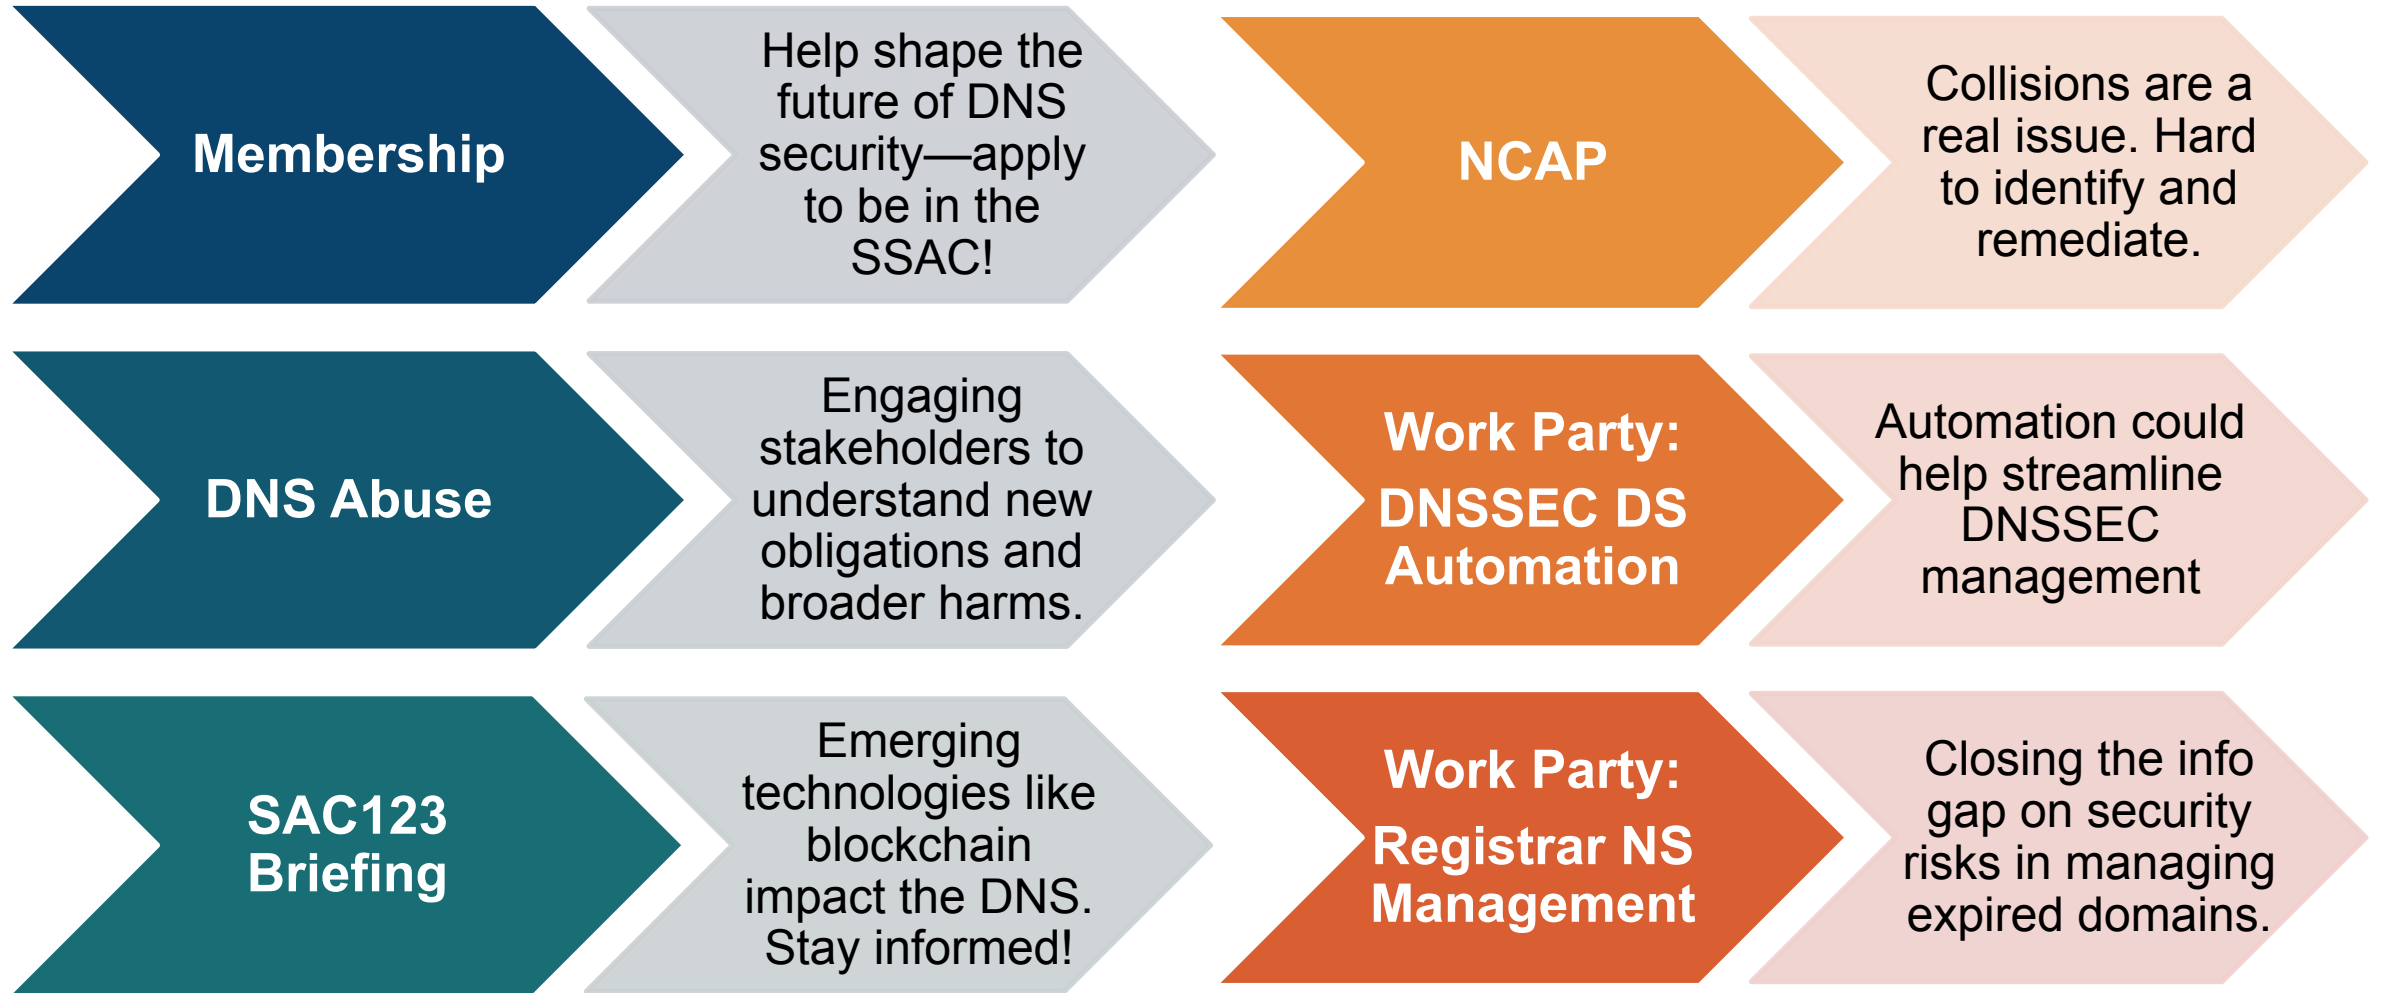 Membership
Help shape the
future of DNS
security—apply
to be in the
SSAC!
NCAP
Collisions are a
real issue. Hard
to identify and
remediate.
DNS Abuse
Engaging
stakeholders to
understand new
obligations and
broader harms.
Work Party:
DNSSEC DS
Automation
Automation could
help streamline
DNSSEC
management
SAC123
Briefing
Emerging
technologies like
blockchain
impact the DNS.
Stay informed!
Work Party:
Registrar NS
Management
Closing the info
gap on security
risks in managing
expired domains.